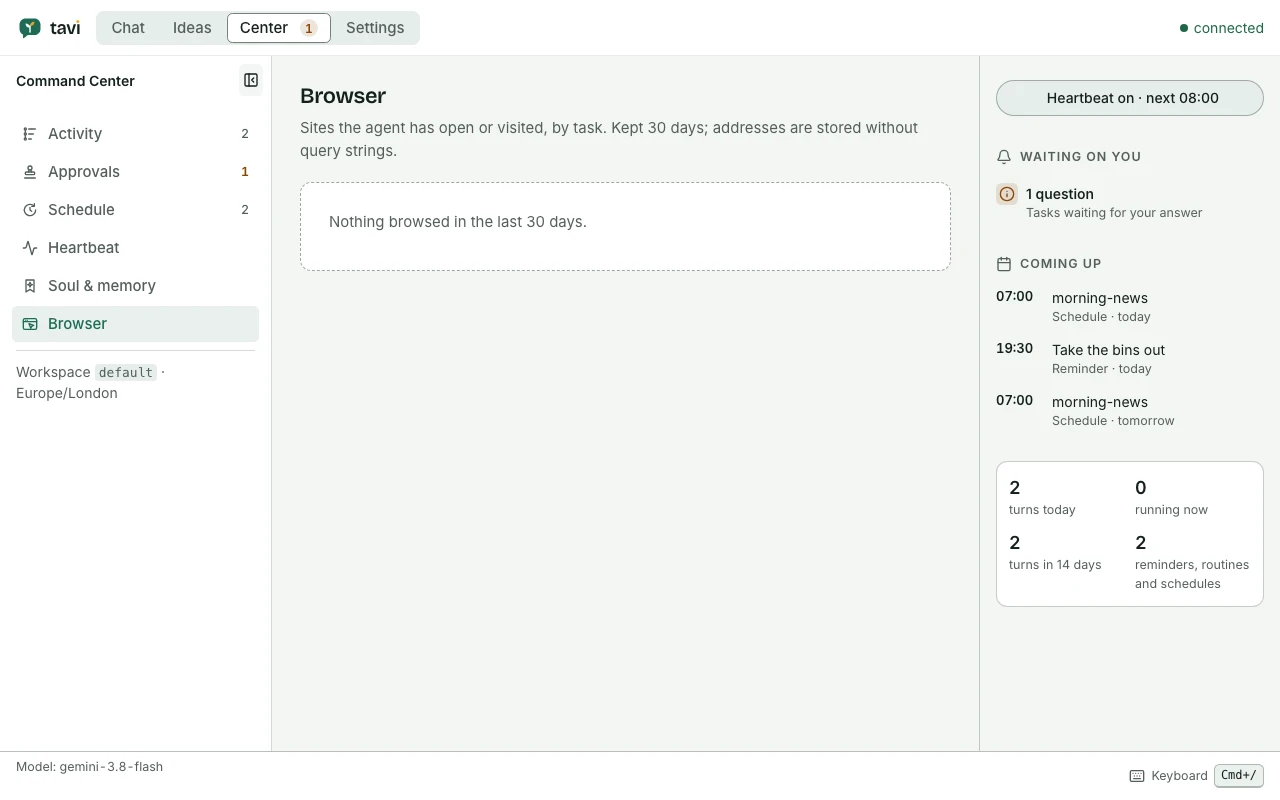 tavi
Chat
Ideas
Center 1
Settings
connected
Command Center
Activity 2
Approvals 1
Schedule 2
Heartbeat
Soul & memory
Browser
Workspace default ·
Europe/London
Browser
Sites the agent has open or visited, by task. Kept 30 days; addresses are stored without
query strings.
Nothing browsed in the last 30 days.
Heartbeat on · next 08:00
WAITING ON YOU
1 question
Tasks waiting for your answer
COMING UP
07:00 morning-news
Schedule · today
19:30 Take the bins out
Reminder · today
07:00 morning-news
Schedule · tomorrow
2
turns today
0
running now
2
turns in 14 days
2
reminders, routines
and schedules
Model: gemini-3.8-flash
Keyboard Cmd+/